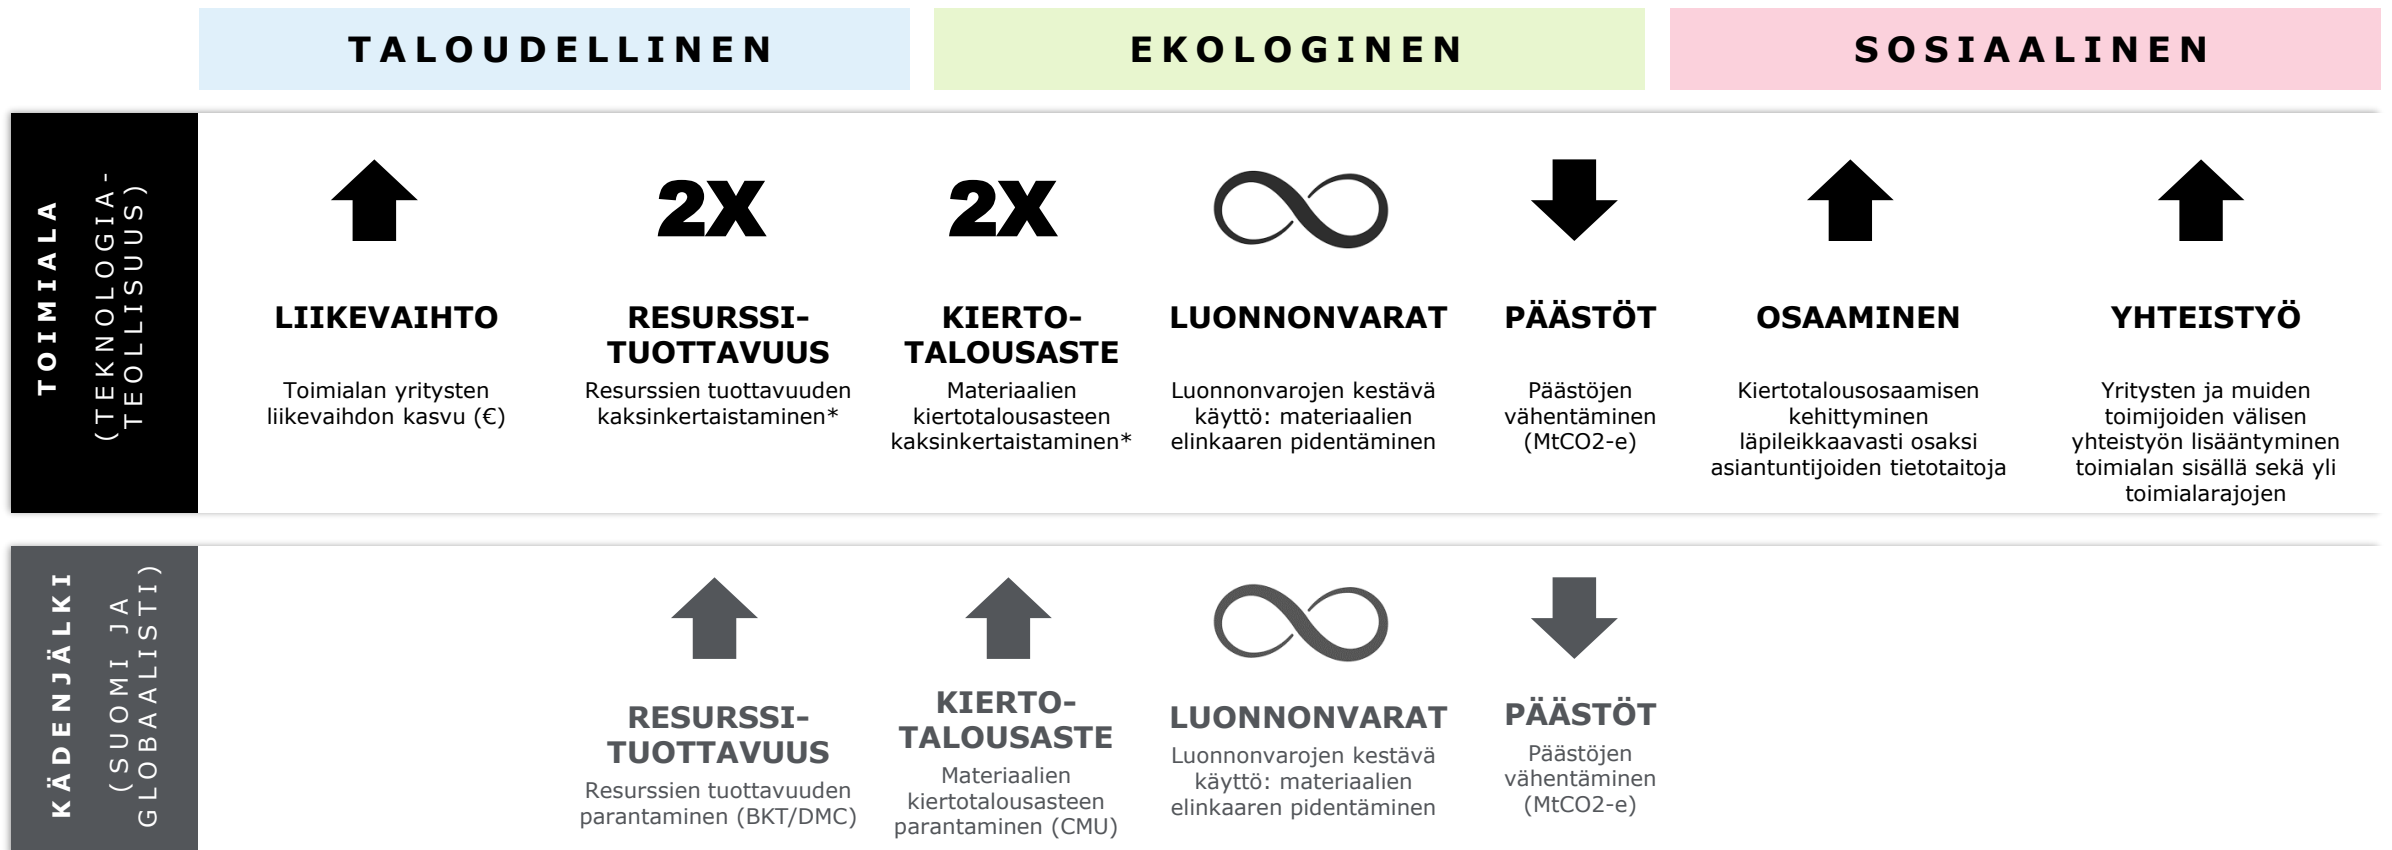 TALOUDELLINEN
EKOLOGINEN
SOSIAALINEN
TOIMIALA
(TEKNOLOGIA-
TEOLLISUUS)
LIIKEVAIHTO
Toimialan yritysten
liikevaihdon kasvu (€)
2X
RESURSSI-
TUOTTAVUUS
Resurssien tuottavuuden
kaksinkertaistaminen*
2X
KIERTO-
TALOUSASTE
Materiaalien
kiertotalousasteen
kaksinkertaistaminen*
LUONNONVARAT
Luonnonvarojen kestävä
käyttö: materiaalien
elinkaaren pidentäminen
PÄÄSTÖT
Päästöjen
vähentäminen
(MtCO2-e)
OSAAMINEN
Kiertotalousosaamisen
kehittyminen
läpileikkaavasti osaksi
asiantuntijoiden tietotaitoja
YHTEISTYÖ
Yritysten ja muiden
toimijoiden välisen
yhteistyön lisääntyminen
toimialan sisällä sekä yli
toimialarajojen
KÄDENJÄLKI
(SUOMI JA
GLOBAALISTI)
RESURSSI-
TUOTTAVUUS
Resurssien tuottavuuden
parantaminen (BKT/DMC)
KIERTO-
TALOUSASTE
Materiaalien
kiertotalousasteen
parantaminen (CMU)
LUONNONVARAT
Luonnonvarojen kestävä
käyttö: materiaalien
elinkaaren pidentäminen
PÄÄSTÖT
Päästöjen
vähentäminen
(MtCO2-e)